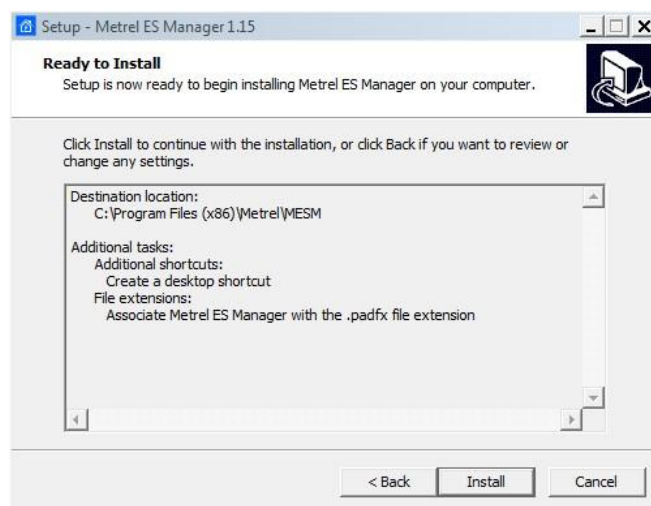 Setup - Metrel ES Manager 1.15
Ready to Install
Setup is now ready to begin installing Metrel ES Manager on your computer.
Click Install to continue with the installation, or click Back if you want to review or
change any settings.
Destination location:
C:\Program Files (x86)\Metrel\MESM
Additional tasks:
Additional shortcuts:
Create a desktop shortcut
File extensions:
Associate Metrel ES Manager with the .padfx file extension
< Back Install Cancel